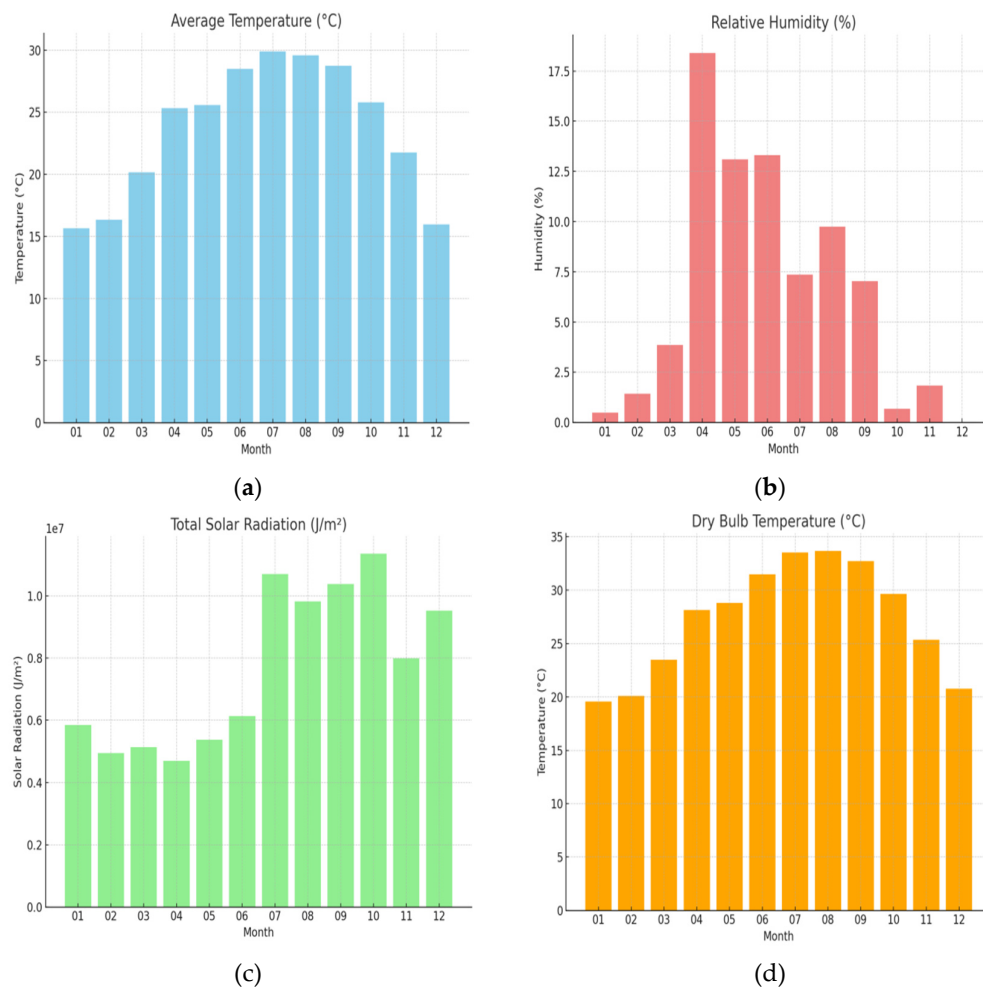 Average Temperature (°C)
Temperature (°C)
30
25
20
15
10
5
0
01 02 03 04 05 06 07 08 09 10 11 12
Month
(a)
Relative Humidity (%)
Humidity (%)
17.5
15.0
12.5
10.0
7.5
5.0
2.5
0.0
01 02 03 04 05 06 07 08 09 10 11 12
Month
(b)
Total Solar Radiation (J/m²)
1e7
Solar Radiation (J/m²)
1.0
0.8
0.6
0.4
0.2
0.0
01 02 03 04 05 06 07 08 09 10 11 12
Month
(c)
Dry Bulb Temperature (°C)
Temperature (°C)
35
30
25
20
15
10
5
0
01 02 03 04 05 06 07 08 09 10 11 12
Month
(d)